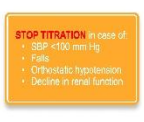 STOP TITRATION in case of:
• SBP <100 mm Hg
• Falls
• Orthostatic hypotension
• Decline in renal function